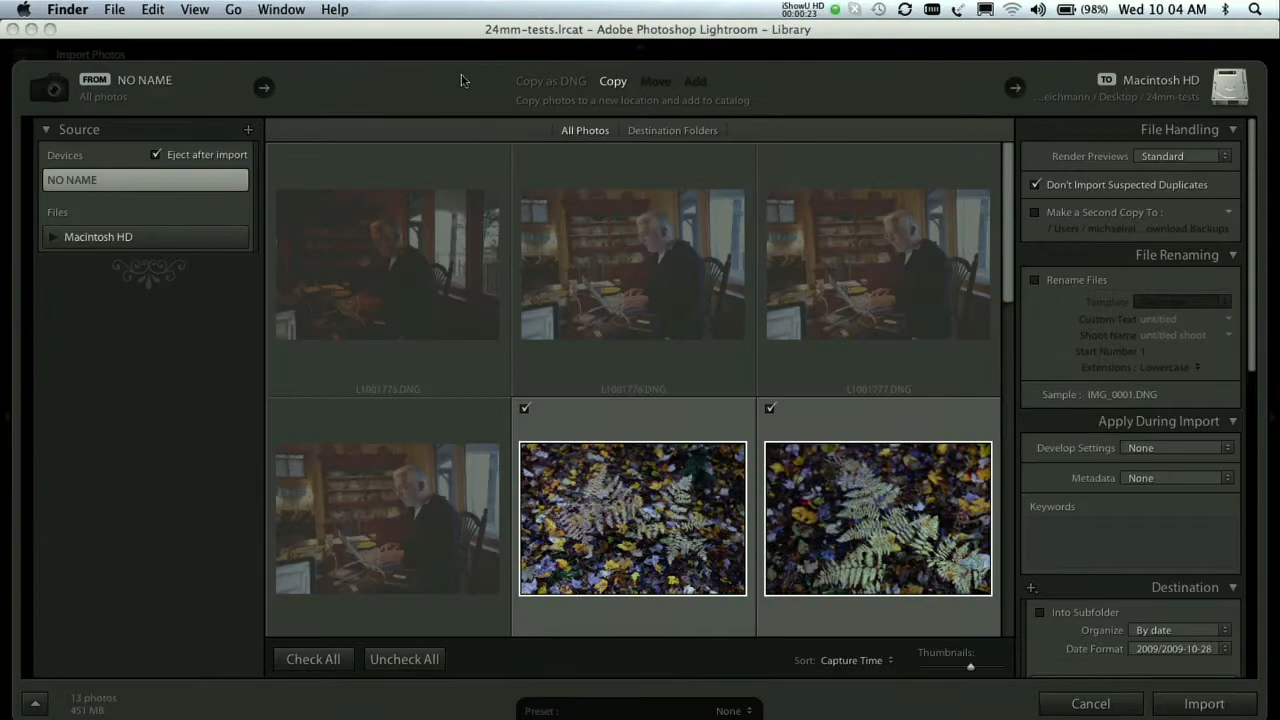 Finder File Edit View Go Window Help
iShowU HD
00:00:23
(98%) Wed 10:04 AM
24mm-tests.lrcat – Adobe Photoshop Lightroom – Library
Import Photos
FROM NO NAME
All photos
Copy as DNG Copy Move Add
Copy photos to a new location and add to catalog
TO Macintosh HD
...eichmann / Desktop / 24mm-tests
Source
Devices Eject after import
NO NAME
Files
Macintosh HD
All Photos Destination Folders
L1001775.DNG
L1001776.DNG
L1001777.DNG
Check All Uncheck All
Sort: Capture Time
Thumbnails:
File Handling
Render Previews Standard
Don't Import Suspected Duplicates
Make a Second Copy To :
/ Users / michaelrei...ownload Backups
File Renaming
Rename Files
Template
Custom Text untitled
Shoot Name untitled shoot
Start Number 1
Extensions : Lowercase
Sample : IMG_0001.DNG
Apply During Import
Develop Settings None
Metadata None
Keywords
Destination
Into Subfolder
Organize By date
Date Format 2009/2009-10-28
13 photos
451 MB
Preset : None
Cancel Import